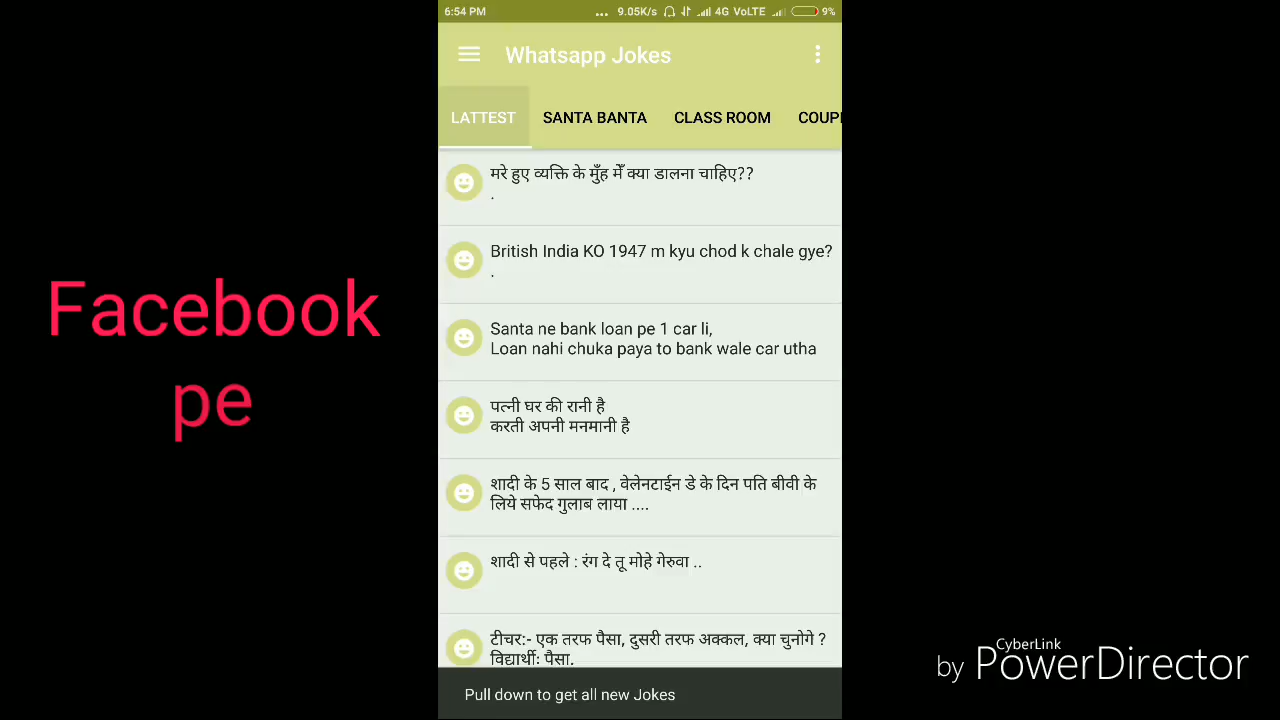 6:54 PM
... 9.05K/s 4G VoLTE 9%
Whatsapp Jokes
LATTEST SANTA BANTA CLASS ROOM COUP
मरे हुए व्यक्ति के मुँह मेँ क्या डालना चाहिए??
.
British India KO 1947 m kyu chod k chale gye?
.
Santa ne bank loan pe 1 car li,
Loan nahi chuka paya to bank wale car utha
पत्नी घर की रानी है
करती अपनी मनमानी है
शादी के 5 साल बाद , वेलेनटाईन डे के दिन पति बीवी के
लिये सफेद गुलाब लाया ....
शादी से पहले : रंग दे तू मोहे गेरुवा ..
टीचर:- एक तरफ पैसा, दुसरी तरफ अक्कल, क्या चुनोगे ?
विद्यार्थीः पैसा.
Pull down to get all new Jokes
Facebook
pe
CyberLink
by PowerDirector